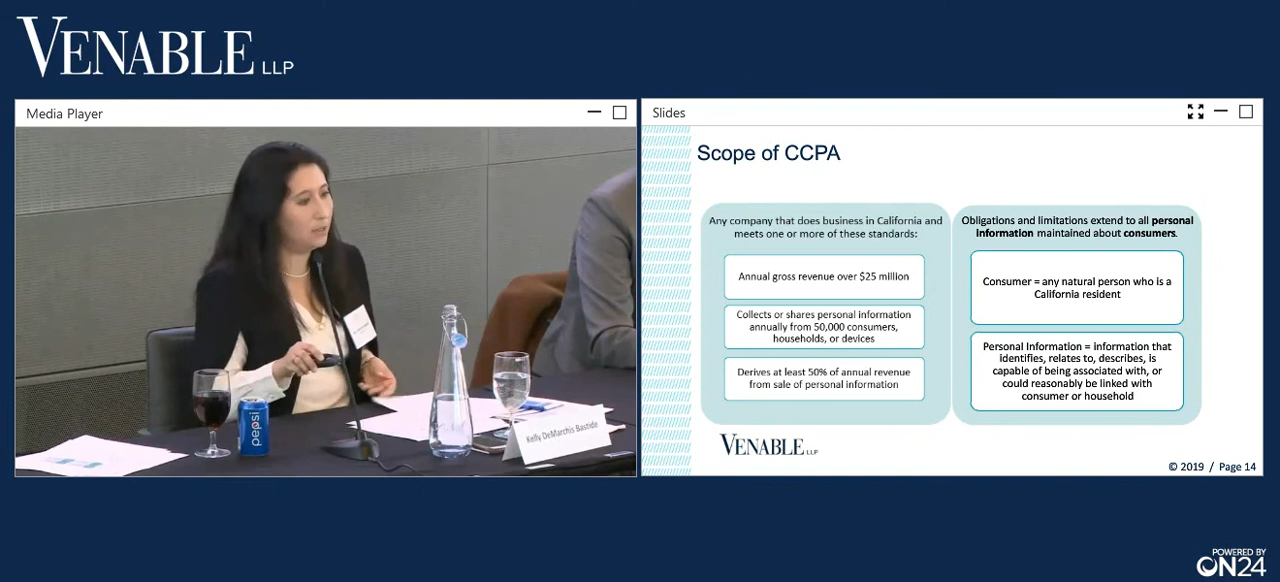 VENABLE LLP
Media Player
pepsi
Kelly DeMarchis Bastide
Slides
Scope of CCPA
Any company that does business in California and
meets one or more of these standards:
Annual gross revenue over $25 million
Collects or shares personal information
annually from 50,000 consumers,
households, or devices
Derives at least 50% of annual revenue
from sale of personal information
Obligations and limitations extend to all personal
information maintained about consumers.
Consumer = any natural person who is a
California resident
Personal Information = information that
identifies, relates to, describes, is
capable of being associated with, or
could reasonably be linked with
consumer or household
VENABLE LLP
© 2019 / Page 14
POWERED BY
ON24